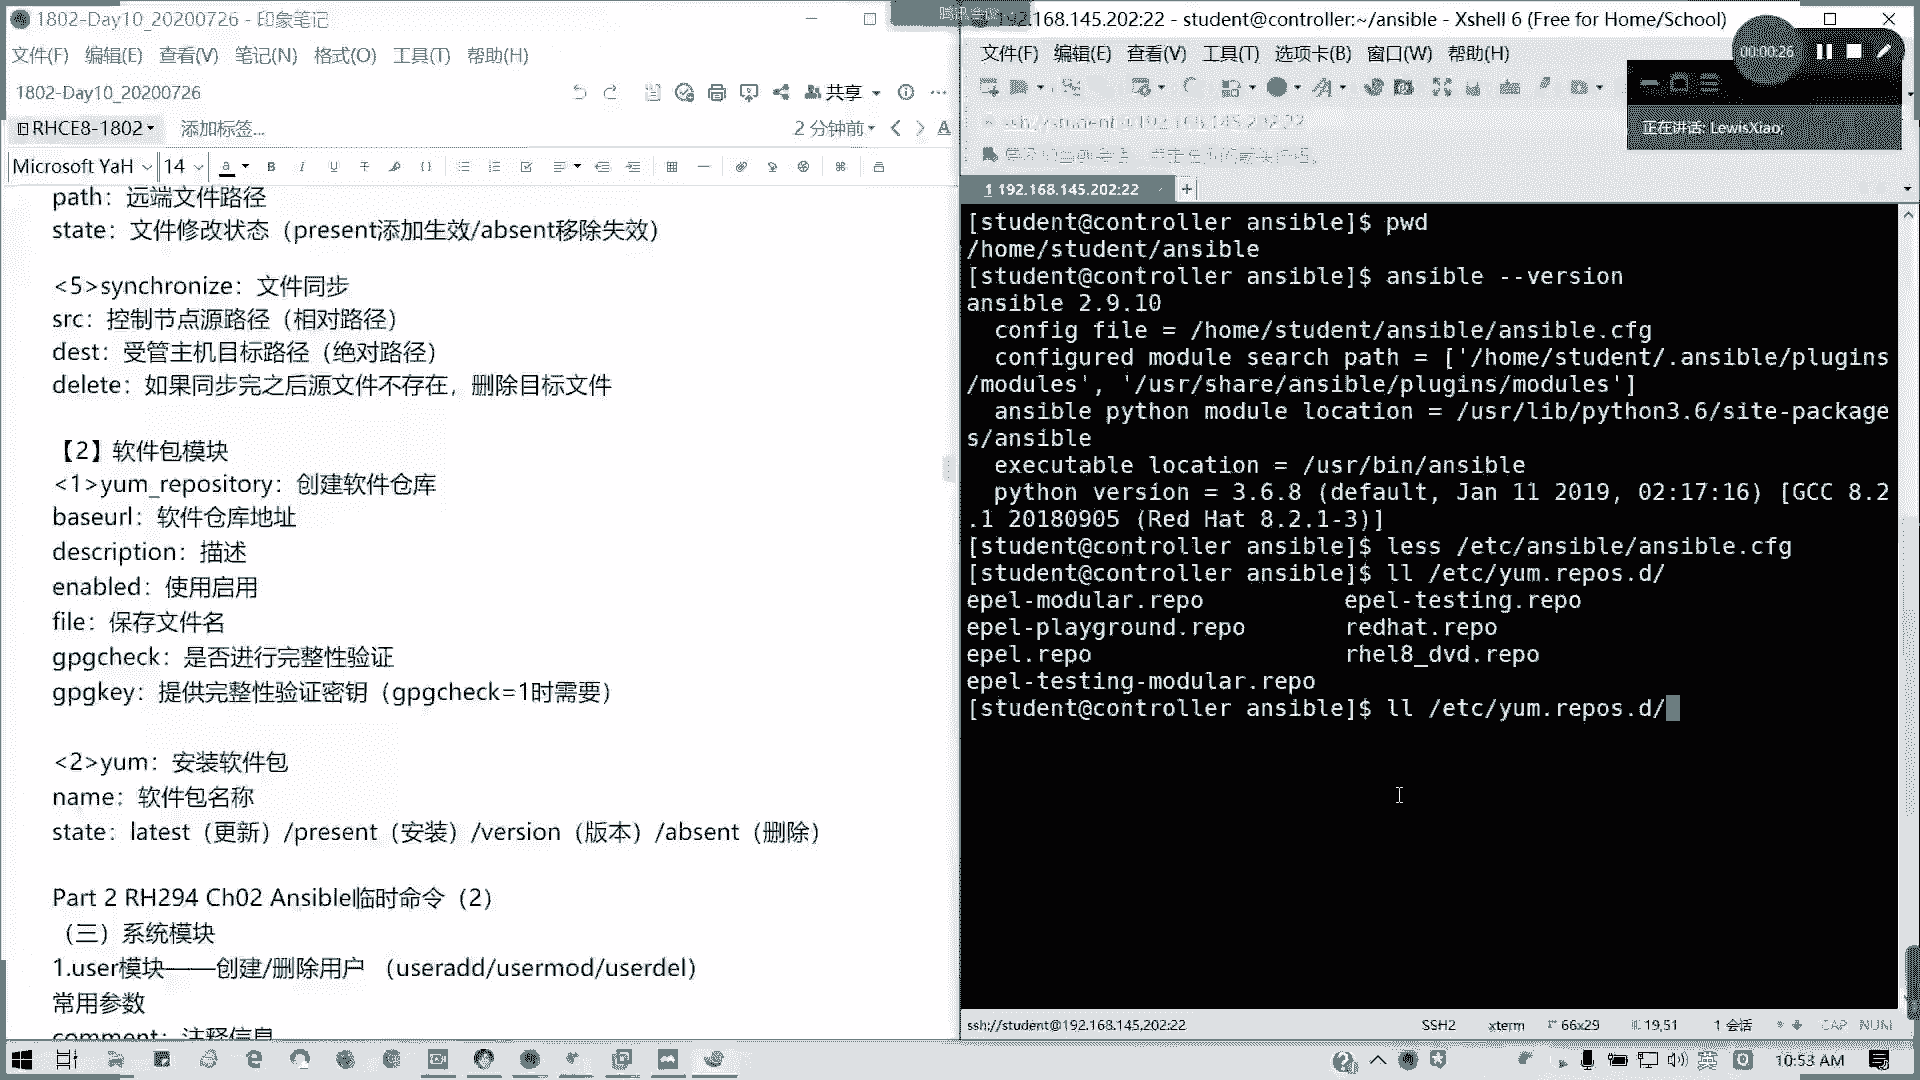 1802-Day10_20200726 - 印象笔记
文件(F) 编辑(E) 查看(V) 笔记(N) 格式(O) 工具(T) 帮助(H)
1802-Day10_20200726
共享
RHCE8-1802
添加标签...
2 分钟前
Microsoft YaH
14
path：远端文件路径
state：文件修改状态（present添加生效/absent移除失效）
<5>synchronize：文件同步
src：控制节点源路径（相对路径）
dest：受管主机目标路径（绝对路径）
delete：如果同步完之后源文件不存在，删除目标文件
【2】软件包模块
<1>yum_repository：创建软件仓库
baseurl：软件仓库地址
description：描述
enabled：使用启用
file：保存文件名
gpgcheck：是否进行完整性验证
gpgkey：提供完整性验证密钥（gpgcheck=1时需要）
<2>yum：安装软件包
name：软件包名称
state：latest（更新）/present（安装）/version（版本）/absent（删除）
Part 2 RH294 Ch02 Ansible临时命令（2）
（三）系统模块
1.user模块——创建/删除用户 （useradd/usermod/userdel）
常用参数
comment：注释信息
腾讯会议
192.168.145.202:22 - student@controller:~/ansible - Xshell 6 (Free for Home/School)
文件(F) 编辑(E) 查看(V) 工具(T) 选项卡(B) 窗口(W) 帮助(H)
00:00:26
正在讲话: LewisXiao;
ssh://student@192.168.145.202:22
1 192.168.145.202:22
[student@controller ansible]$ pwd
/home/student/ansible
[student@controller ansible]$ ansible --version
ansible 2.9.10
config file = /home/student/ansible/ansible.cfg
configured module search path = ['/home/student/.ansible/plugins
/modules', '/usr/share/ansible/plugins/modules']
ansible python module location = /usr/lib/python3.6/site-package
s/ansible
executable location = /usr/bin/ansible
python version = 3.6.8 (default, Jan 11 2019, 02:17:16) [GCC 8.2
.1 20180905 (Red Hat 8.2.1-3)]
[student@controller ansible]$ less /etc/ansible/ansible.cfg
[student@controller ansible]$ ll /etc/yum.repos.d/
epel-modular.repo epel-testing.repo
epel-playground.repo redhat.repo
epel.repo rhel8_dvd.repo
epel-testing-modular.repo
[student@controller ansible]$ ll /etc/yum.repos.d/
ssh://student@192.168.145.202:22
SSH2 xterm 66x29 19,51 1 会话 CAP NUM
英
10:53 AM